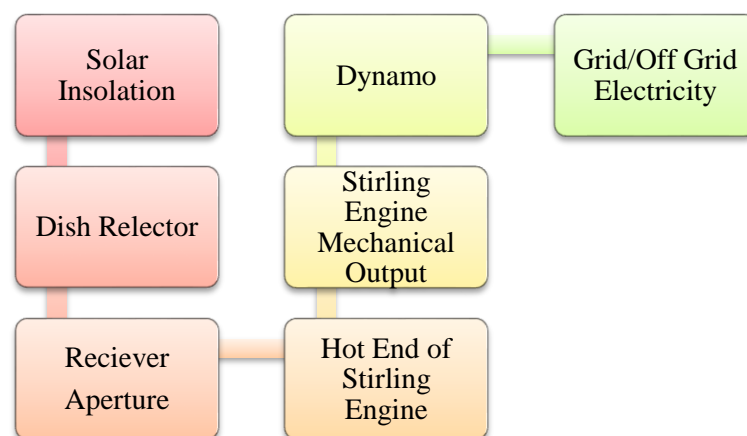 Solar
Insolation
Dish Relector
Reciever
Aperture
Hot End of
Stirling
Engine
Stirling
Engine
Mechanical
Output
Dynamo
Grid/Off Grid
Electricity